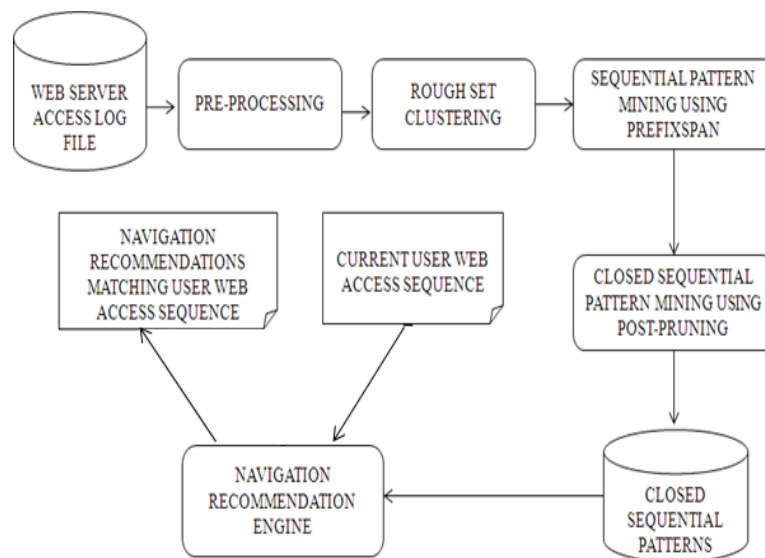 WEB SERVER
ACCESS LOG
FILE
PRE-PROCESSING
ROUGH SET
CLUSTERING
SEQUENTIAL PATTERN
MINING USING
PREFIXSPAN
NAVIGATION
RECOMMENDATIONS
MATCHING USER WEB
ACCESS SEQUENCE
CURRENT USER WEB
ACCESS SEQUENCE
CLOSED SEQUENTIAL
PATTERN MINING USING
POST-PRUNING
NAVIGATION
RECOMMENDATION
ENGINE
CLOSED
SEQUENTIAL
PATTERNS